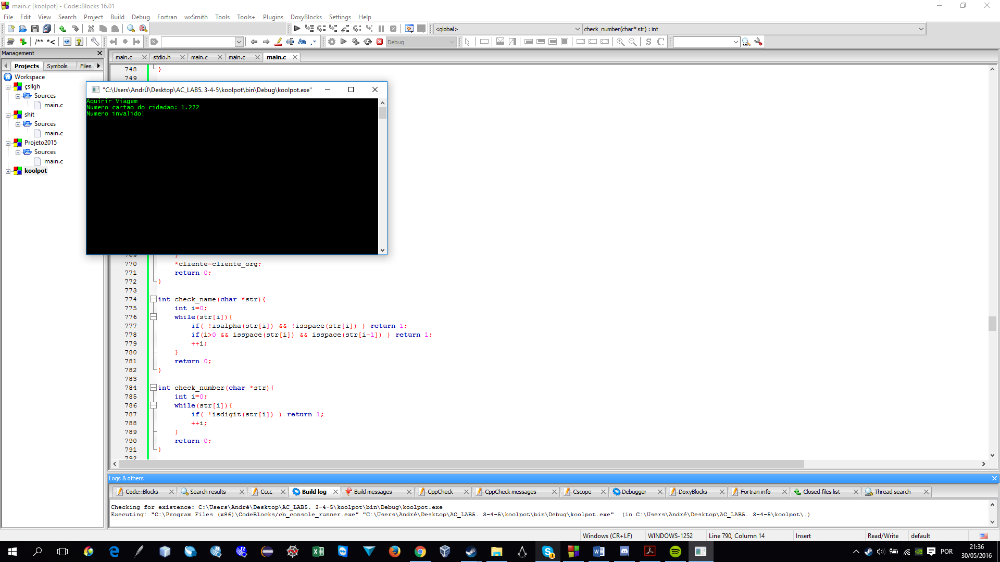 main.c [koolpot] - Code::Blocks 16.01
File Edit View Search Project Build Debug Fortran wxSmith Tools Tools+ Plugins DoxyBlocks Settings Help
<global> check_number(char* str) : int
/** *< Aa .* Debug S C
Management
main.c stdio.h main.c main.c main.c
Projects Symbols Files
Workspace
çslkjh
Sources
main.c
shit
Sources
main.c
Projeto2015
Sources
main.c
koolpot
748 }
749
"C:\Users\AndrÚ\Desktop\AC_LAB5. 3-4-5\koolpot\bin\Debug\koolpot.exe"
Aquirir Viagem
Numero cartao do cidadao: 1.222
Numero invalido!
769 }
770 *cliente=cliente_org;
771 return 0;
772 }
773
774 int check_name(char *str){
775 int i=0;
776 while(str[i]){
777 if( !isalpha(str[i]) && !isspace(str[i]) ) return 1;
778 if(i>0 && isspace(str[i]) && isspace(str[i-1]) ) return 1;
779 ++i;
780 }
781 return 0;
782 }
783
784 int check_number(char *str){
785 int i=0;
786 while(str[i]){
787 if( !isdigit(str[i]) ) return 1;
788 ++i;
789 }
790 return 0;
791 }
792
Logs & others
Code::Blocks Search results Cccc Build log Build messages CppCheck CppCheck messages Cscope Debugger DoxyBlocks Fortran info Closed files list Thread search
Checking for existence: C:\Users\André\Desktop\AC_LAB5. 3-4-5\koolpot\bin\Debug\koolpot.exe
Executing: "C:\Program Files (x86)\CodeBlocks/cb_console_runner.exe" "C:\Users\André\Desktop\AC_LAB5. 3-4-5\koolpot\bin\Debug\koolpot.exe" (in C:\Users\André\Desktop\AC_LAB5. 3-4-5\koolpot\.)
Windows (CR+LF) WINDOWS-1252 Line 790, Column 14 Insert Read/Write default
POR 21:36
30/05/2016